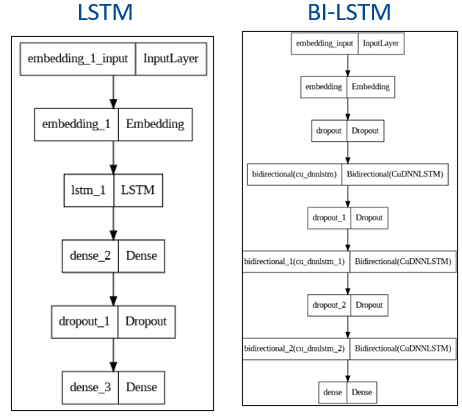 LSTM
embedding_1_input InputLayer
embedding_1 Embedding
lstm_1 LSTM
dense_2 Dense
dropout_1 Dropout
dense_3 Dense
BI-LSTM
embedding_input InputLayer
embedding Embedding
dropout Dropout
bidirectional(cu_dnnlstm) Bidirectional(CuDNNLSTM)
dropout_1 Dropout
bidirectional_1(cu_dnnlstm_1) Bidirectional(CuDNNLSTM)
dropout_2 Dropout
bidirectional_2(cu_dnnlstm_2) Bidirectional(CuDNNLSTM)
dense Dense